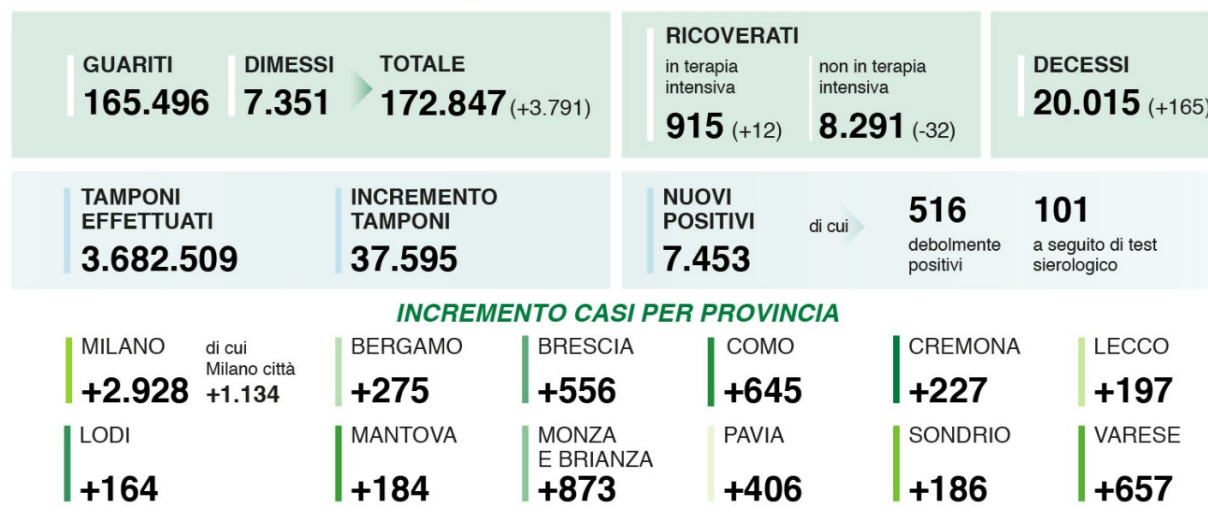 GUARITI
165.496
DIMESSI
7.351
TOTALE
172.847 (+3.791)
RICOVERATI
in terapia
intensiva
915 (+12)
non in terapia
intensiva
8.291 (-32)
DECESSI
20.015 (+165)
TAMPONI
EFFETTUATI
3.682.509
INCREMENTO
TAMPONI
37.595
NUOVI
POSITIVI
7.453
di cui
516
debolmente
positivi
101
a seguito di test
sierologico
INCREMENTO CASI PER PROVINCIA
MILANO
+2.928
di cui
Milano città
+1.134
BERGAMO
+275
BRESCIA
+556
COMO
+645
CREMONA
+227
LECCO
+197
LODI
+164
MANTOVA
+184
MONZA
E BRIANZA
+873
PAVIA
+406
SONDRIO
+186
VARESE
+657